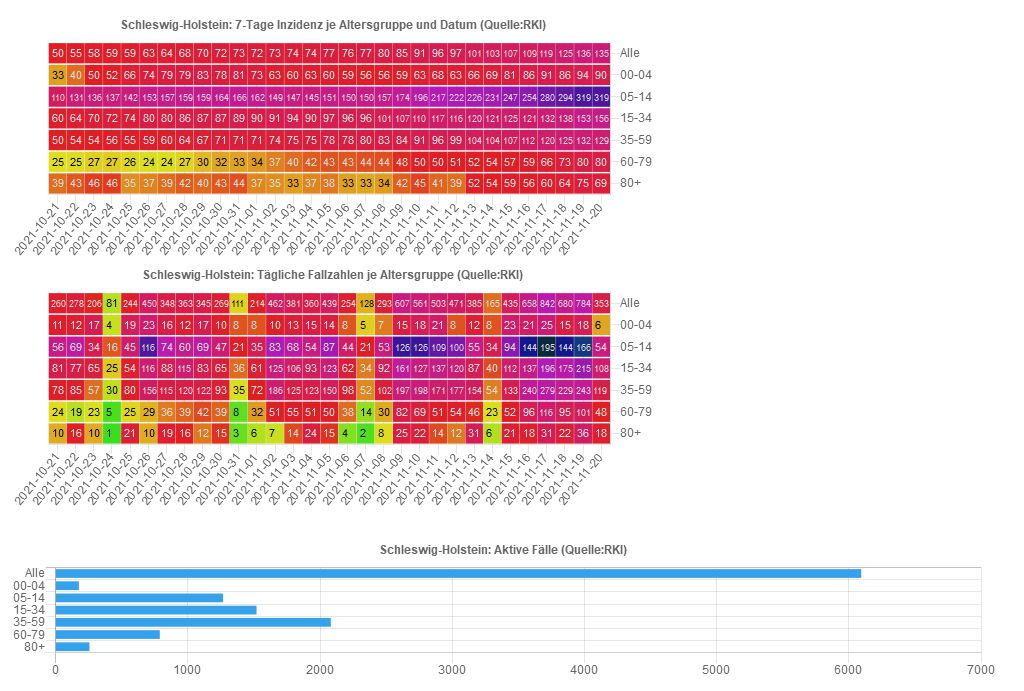 Schleswig-Holstein: 7-Tage Inzidenz je Altersgruppe und Datum (Quelle:RKI)
50 55 58 59 59 63 64 68 70 72 73 72 73 74 74 77 76 77 80 85 91 96 97 101 103 107 109 119 125 136 135 Alle
33 40 50 52 66 74 79 79 83 78 81 73 63 60 63 60 59 56 56 59 63 68 63 66 69 81 86 91 86 94 90 00-04
110 131 136 137 142 153 157 159 159 164 166 162 149 147 145 151 150 150 157 174 196 217 222 226 231 247 254 280 294 319 319 05-14
60 64 70 72 74 80 80 86 87 87 89 90 91 94 90 97 96 96 101 107 110 117 116 120 121 125 121 132 138 153 156 15-34
50 54 54 56 55 59 60 64 67 71 71 71 74 75 78 78 80 83 84 91 96 99 104 104 101 107 112 120 125 132 129 35-59
25 25 27 27 26 24 24 27 30 32 33 34 37 40 42 43 43 44 44 48 50 50 51 52 54 57 59 66 73 80 80 60-79
39 43 46 46 35 37 39 42 40 43 44 37 35 33 37 38 33 33 34 42 45 41 39 52 54 59 56 60 64 75 69 80+
2021-10-21 2021-10-22 2021-10-23 2021-10-24 2021-10-25 2021-10-26 2021-10-27 2021-10-28 2021-10-29 2021-10-30 2021-10-31 2021-11-01 2021-11-02 2021-11-03 2021-11-04 2021-11-05 2021-11-06 2021-11-07 2021-11-08 2021-11-09 2021-11-10 2021-11-11 2021-11-12 2021-11-13 2021-11-14 2021-11-15 2021-11-16 2021-11-17 2021-11-18 2021-11-19 2021-11-20
Schleswig-Holstein: Tägliche Fallzahlen je Altersgruppe (Quelle:RKI)
260 278 206 81 244 450 348 363 345 269 111 214 462 381 360 439 254 128 293 607 561 503 471 385 165 435 658 842 680 784 353 Alle
11 12 17 4 19 23 16 12 17 10 8 8 10 13 15 14 8 5 7 15 18 21 8 12 8 23 21 25 15 18 6 00-04
56 69 34 16 45 116 74 60 69 47 21 35 83 68 54 87 44 21 53 126 126 109 100 55 34 94 144 195 144 166 54 05-14
81 77 65 25 54 116 88 115 83 65 36 61 125 106 93 123 62 34 92 161 127 137 120 87 40 112 137 196 175 215 108 15-34
78 85 57 30 80 156 115 120 122 93 35 72 186 125 123 150 98 52 102 197 198 171 177 154 54 133 240 279 229 243 119 35-59
24 19 23 5 25 29 36 39 42 39 8 32 51 55 51 50 38 14 30 82 69 51 54 46 23 52 96 116 95 101 48 60-79
10 16 10 1 21 10 19 16 12 15 3 6 7 14 24 15 4 2 8 25 22 14 12 31 6 21 18 31 22 36 18 80+
2021-10-21 2021-10-22 2021-10-23 2021-10-24 2021-10-25 2021-10-26 2021-10-27 2021-10-28 2021-10-29 2021-10-30 2021-10-31 2021-11-01 2021-11-02 2021-11-03 2021-11-04 2021-11-05 2021-11-06 2021-11-07 2021-11-08 2021-11-09 2021-11-10 2021-11-11 2021-11-12 2021-11-13 2021-11-14 2021-11-15 2021-11-16 2021-11-17 2021-11-18 2021-11-19 2021-11-20
Schleswig-Holstein: Aktive Fälle (Quelle:RKI)
Alle
00-04
05-14
15-34
35-59
60-79
80+
0 1000 2000 3000 4000 5000 6000 7000